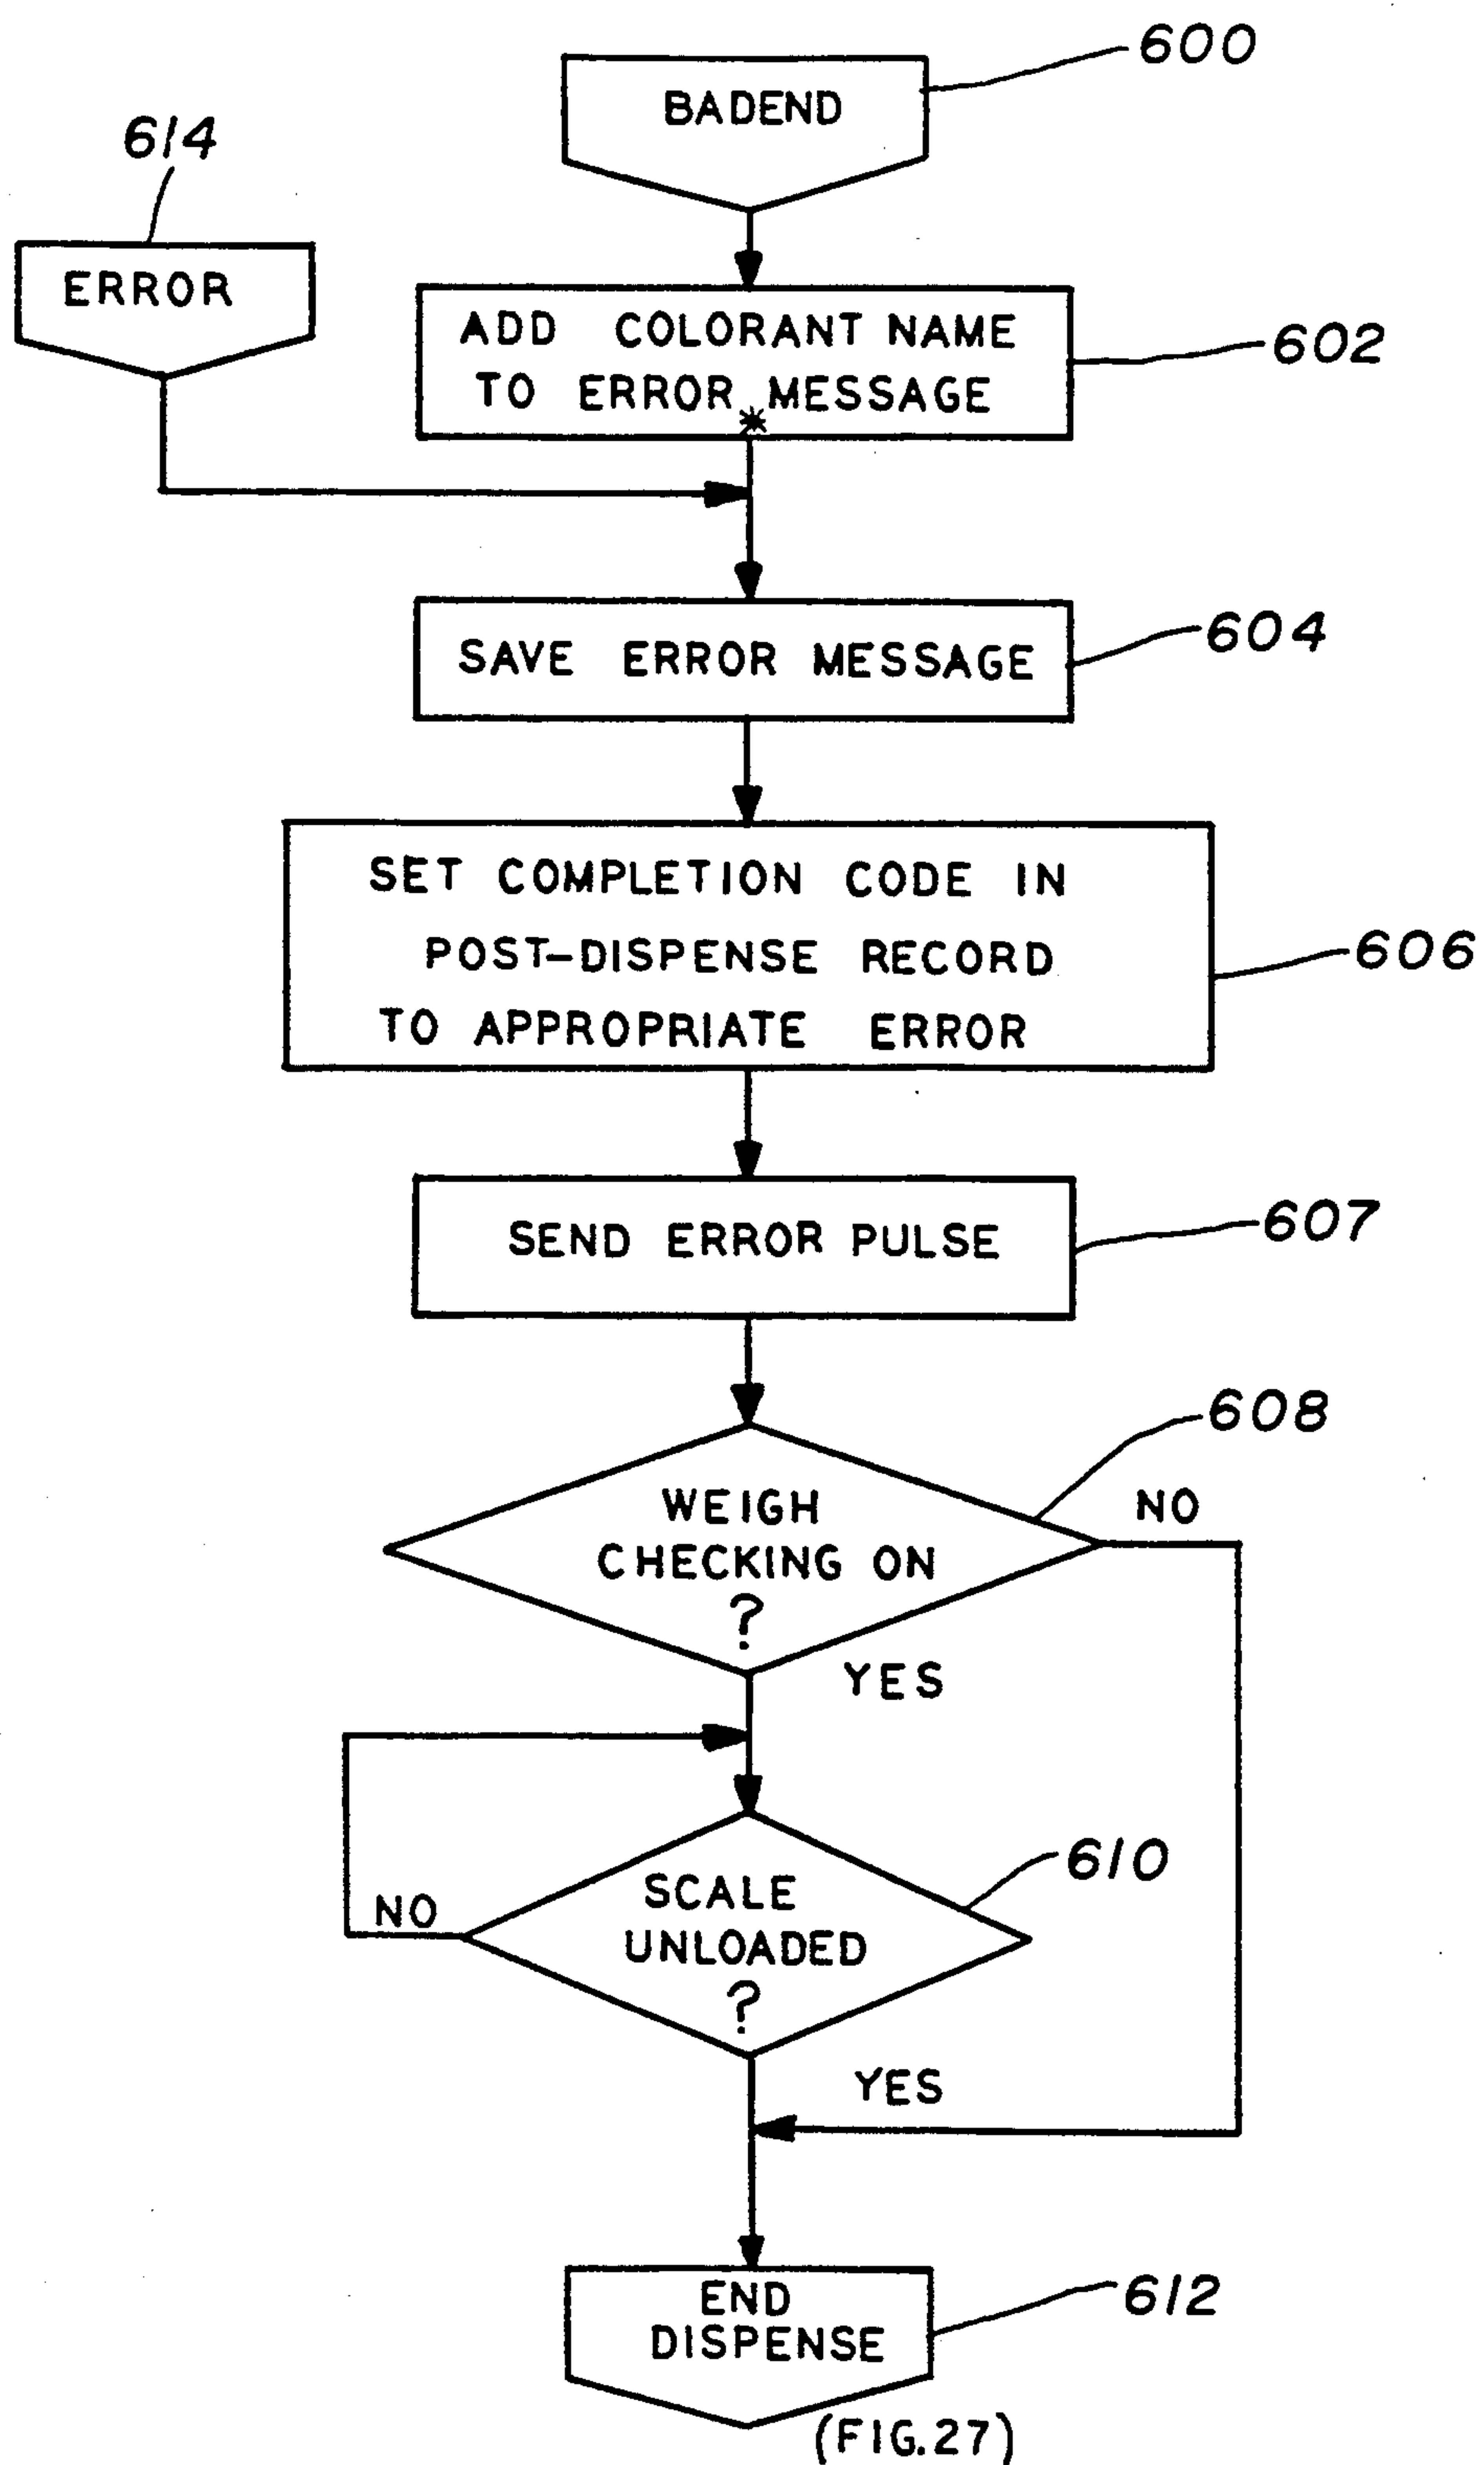 600
BADEND
614
ERROR
ADD COLORANT NAME
TO ERROR MESSAGE
*
602
SAVE ERROR MESSAGE
604
SET COMPLETION CODE IN
POST-DISPENSE RECORD
TO APPROPRIATE ERROR
606
SEND ERROR PULSE
607
608
WEIGH
CHECKING ON
?
NO
YES
610
SCALE
UNLOADED
?
NO
YES
END
DISPENSE
612
(FIG.27)